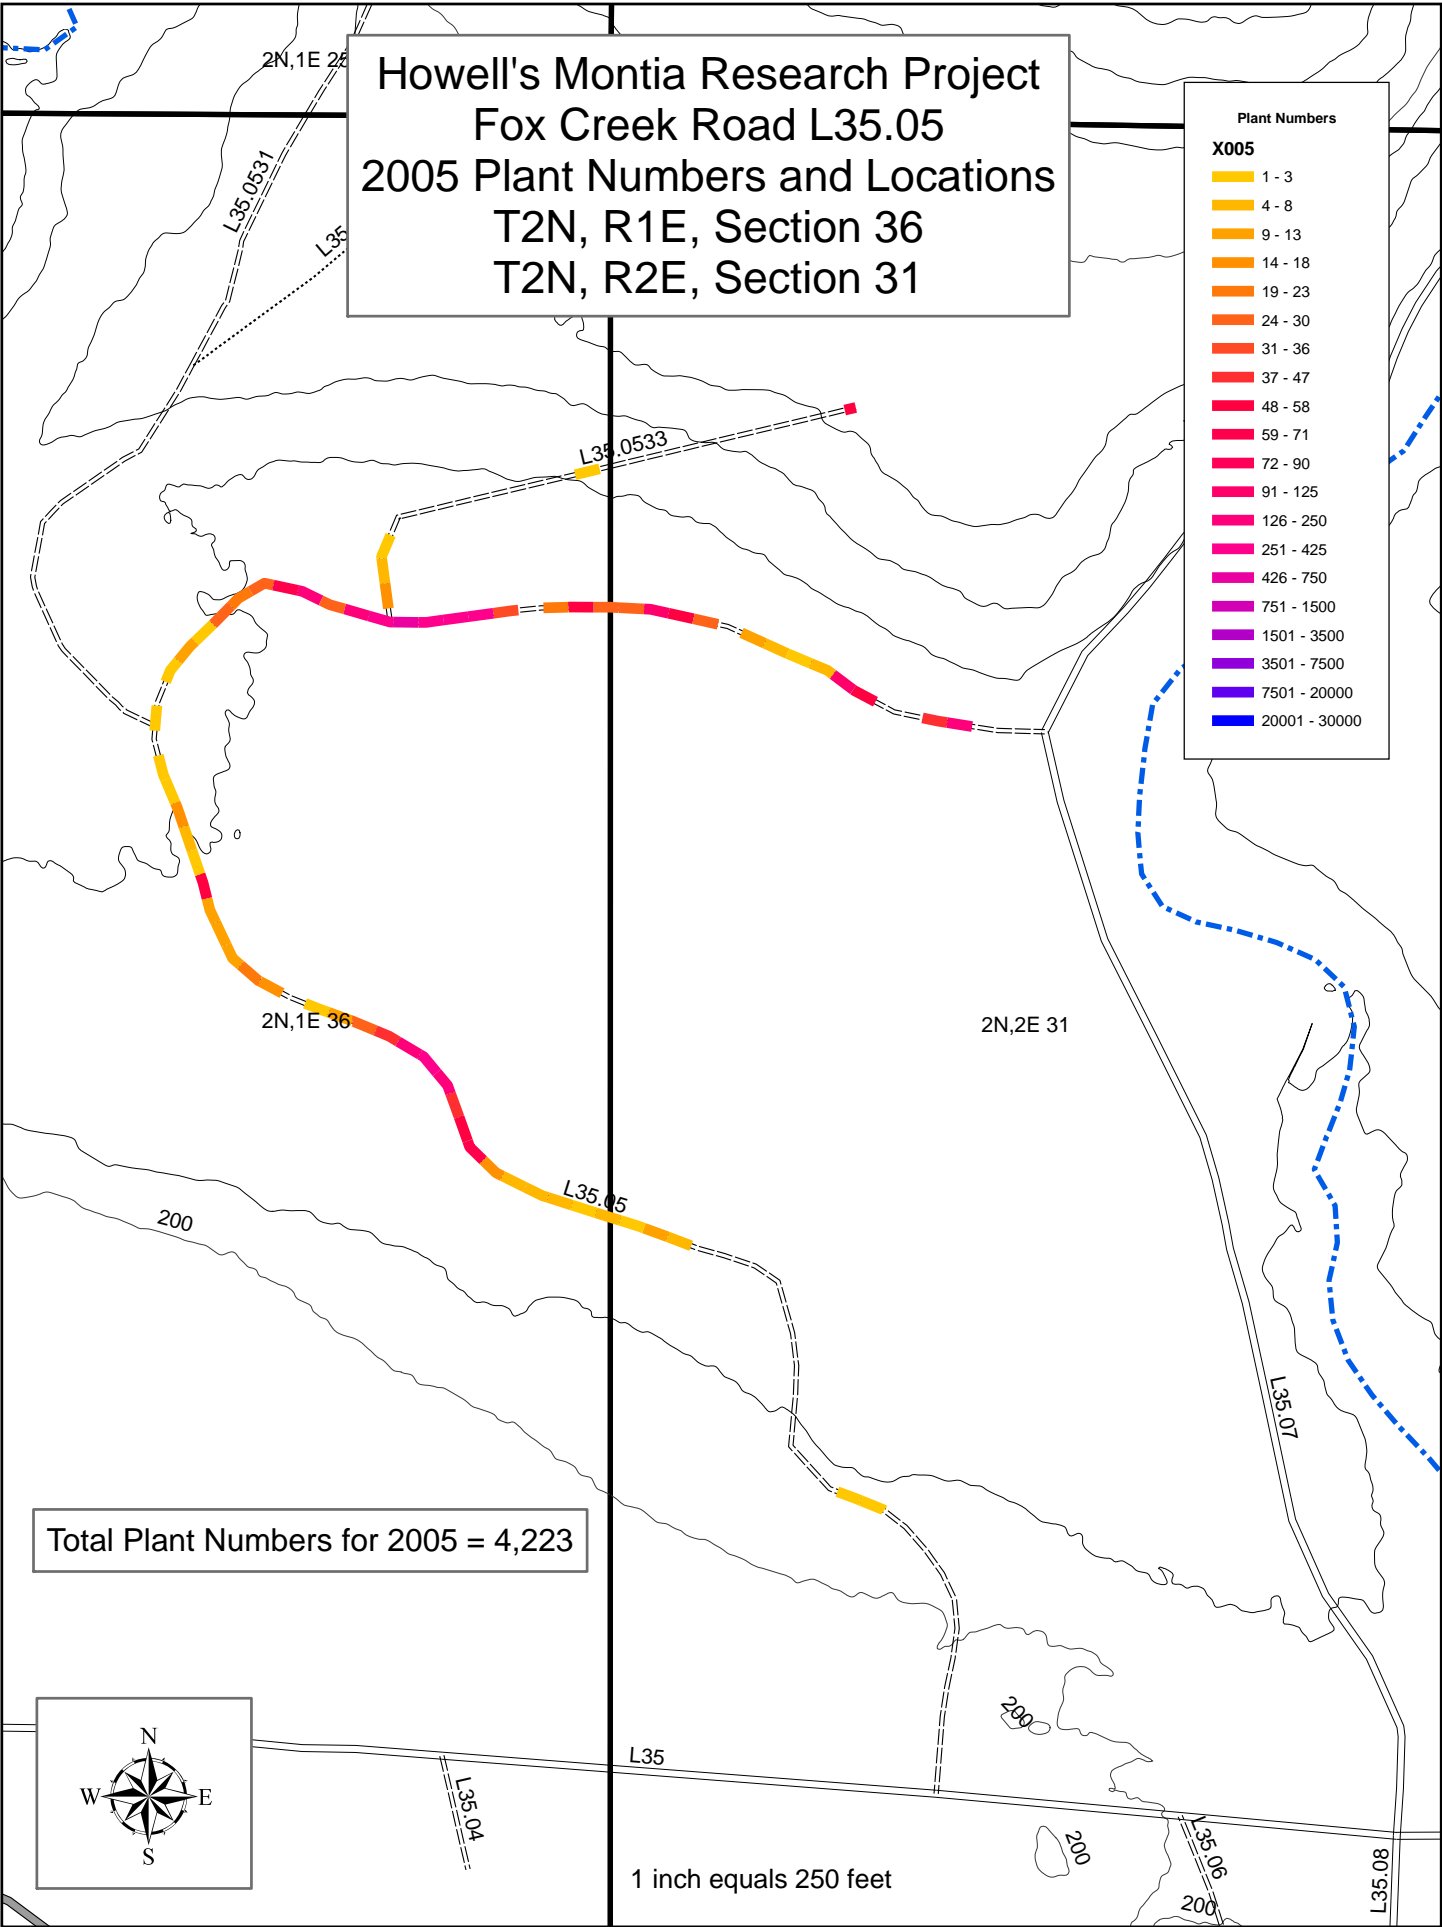 2N,1E 25
Howell's Montia Research Project
Fox Creek Road L35.05
2005 Plant Numbers and Locations
T2N, R1E, Section 36
T2N, R2E, Section 31
Plant Numbers
X005
1 - 3
4 - 8
9 - 13
14 - 18
19 - 23
24 - 30
31 - 36
37 - 47
48 - 58
59 - 71
72 - 90
91 - 125
126 - 250
251 - 425
426 - 750
751 - 1500
1501 - 3500
3501 - 7500
7501 - 20000
20001 - 30000
L35.0531
L35
L35.0533
2N,1E 36
2N,2E 31
L35.05
200
L35.07
Total Plant Numbers for 2005 = 4,223
200
N
W
E
S
L35
L35.04
200
L35.06
L35.08
1 inch equals 250 feet
200